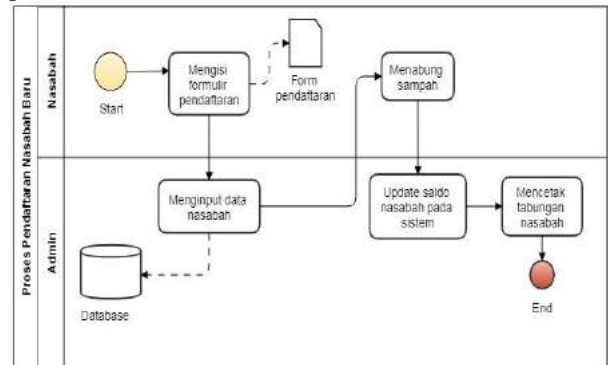 Proses Pendaftaran Nasabah Baru
Nasabah
Start
Mengisi
formulir
pendaftaran
Form
pendaftaran
Menabung
sampah
Admin
Menginput data
nasabah
Database
Update saldo
nasabah pada
sistem
Mencetak
tabungan
nasabah
End